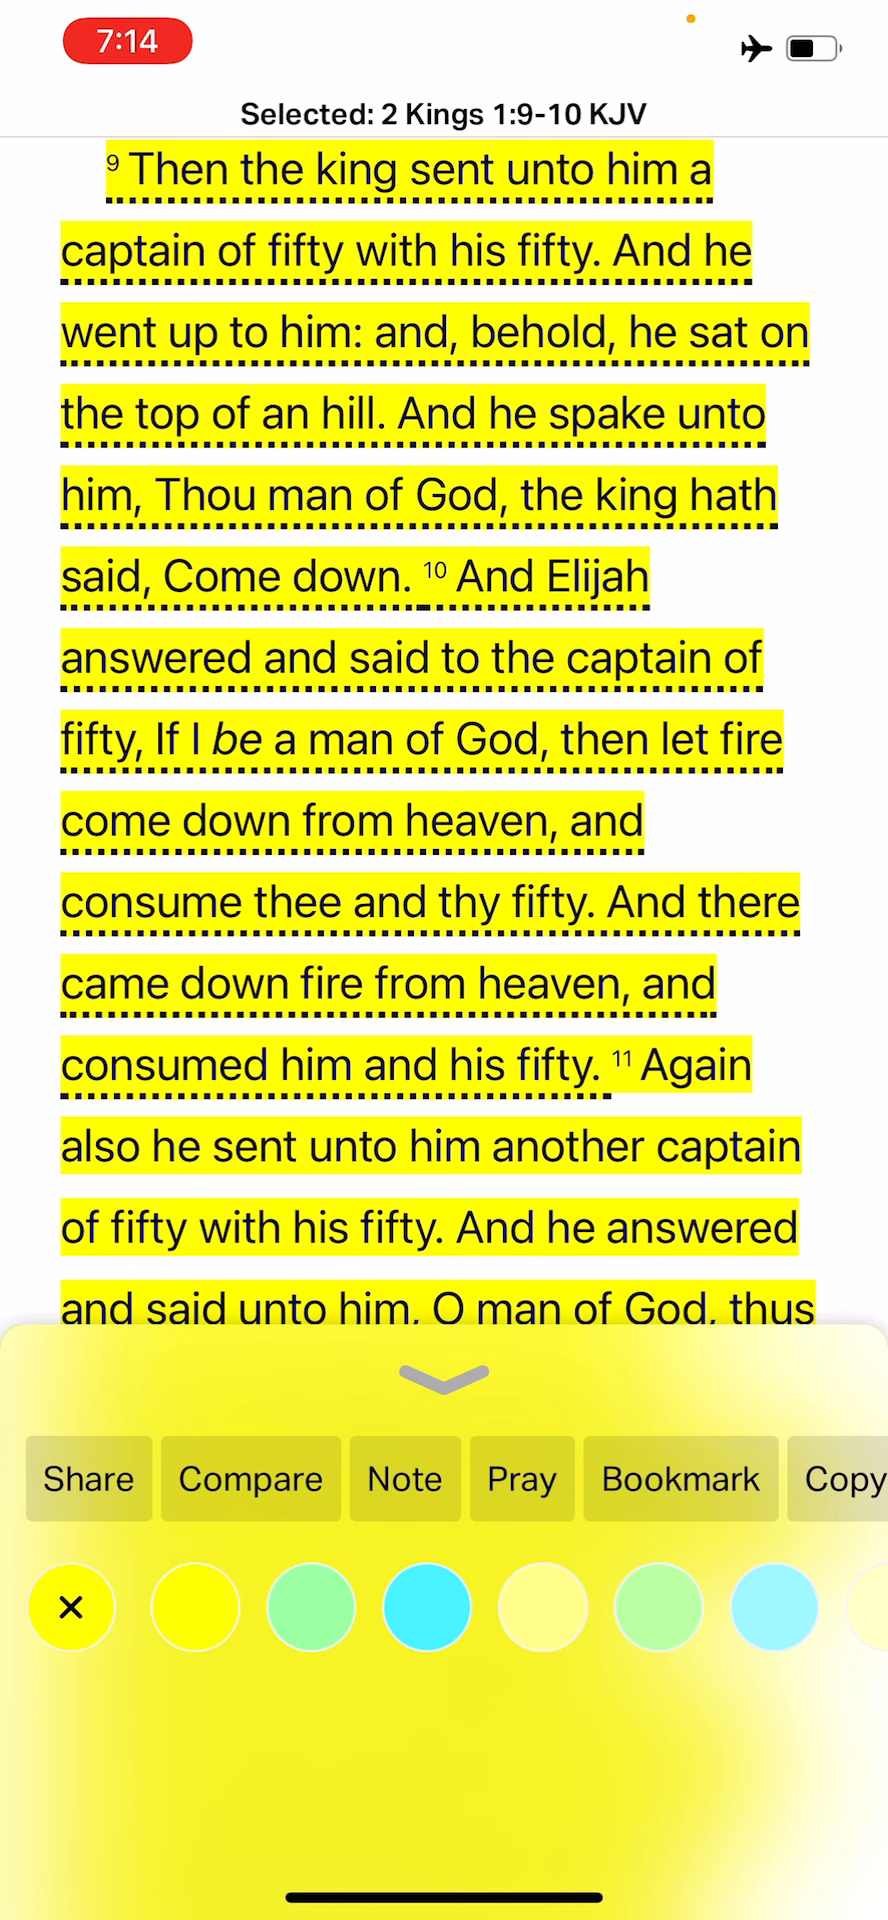 7:14
Selected: 2 Kings 1:9-10 KJV
9 Then the king sent unto him a
captain of fifty with his fifty. And he
went up to him: and, behold, he sat on
the top of an hill. And he spake unto
him, Thou man of God, the king hath
said, Come down. 10 And Elijah
answered and said to the captain of
fifty, If I be a man of God, then let fire
come down from heaven, and
consume thee and thy fifty. And there
came down fire from heaven, and
consumed him and his fifty. 11 Again
also he sent unto him another captain
of fifty with his fifty. And he answered
and said unto him, O man of God, thus
Share Compare Note Pray Bookmark Copy